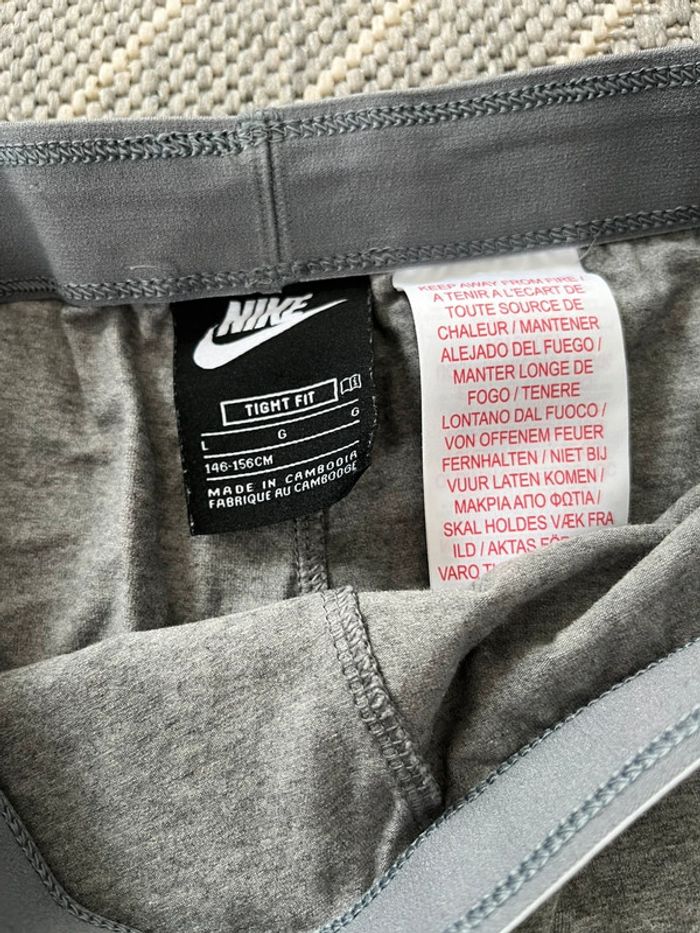 NIKE
TIGHT FIT
L G G
146-156CM
MADE IN CAMBODIA
FABRIQUE AU CAMBODGE
KEEP AWAY FROM FIRE /
A TENIR A L'ECART DE
TOUTE SOURCE DE
CHALEUR / MANTENER
ALEJADO DEL FUEGO /
MANTER LONGE DE
FOGO / TENERE
LONTANO DAL FUOCO /
VON OFFENEM FEUER
FERNHALTEN / NIET BIJ
VUUR LATEN KOMEN /
ΜΑΚΡΙΑ ΑΠΟ ΦΩΤΙΑ /
SKAL HOLDES VÆK FRA
ILD / AKTAS FÖR
VARO